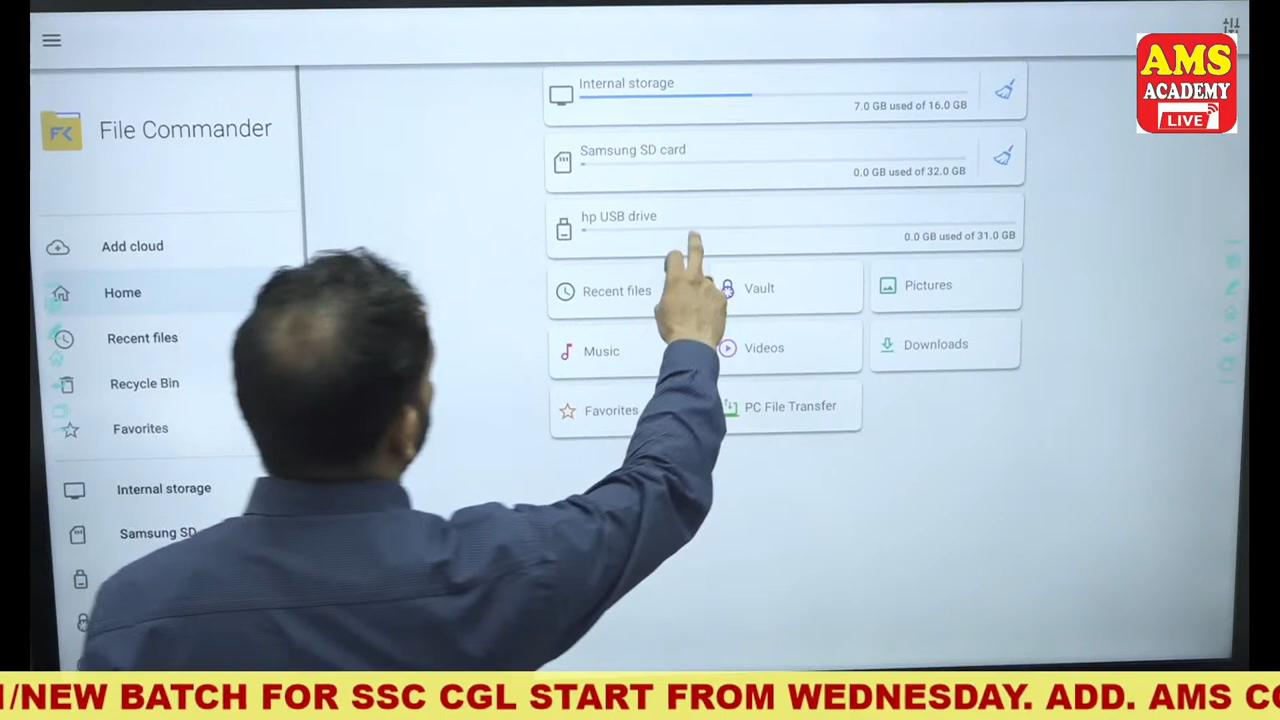 AMS
ACADEMY
LIVE
FK
File Commander
Add cloud
Home
Recent files
Recycle Bin
Favorites
Internal storage
Samsung SD
Internal storage
7.0 GB used of 16.0 GB
Samsung SD card
0.0 GB used of 32.0 GB
hp USB drive
0.0 GB used of 31.0 GB
Recent files
Vault
Pictures
Music
Videos
Downloads
Favorites
PC File Transfer
/NEW BATCH FOR SSC CGL START FROM WEDNESDAY. ADD. AMS